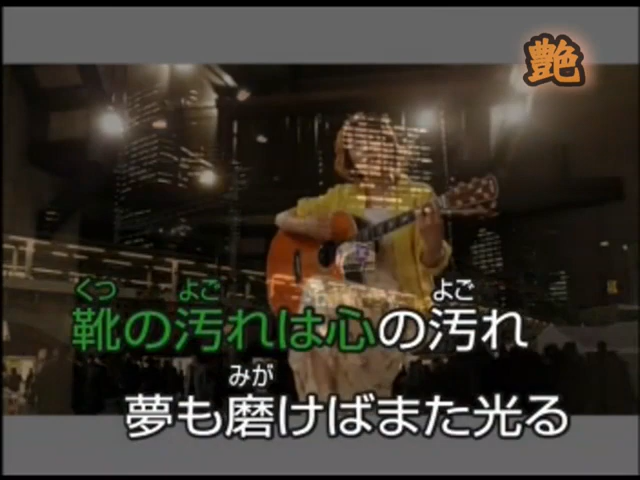 艶
くつ よご よご
靴の汚れは心の汚れ
みが
夢も磨けばまた光る